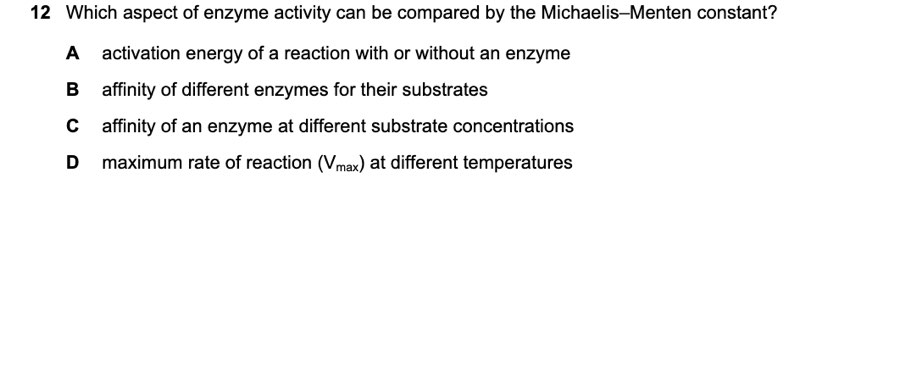 12 Which aspect of enzyme activity can be compared by the Michaelis–Menten constant?
A activation energy of a reaction with or without an enzyme
B affinity of different enzymes for their substrates
C affinity of an enzyme at different substrate concentrations
D maximum rate of reaction (Vmax) at different temperatures